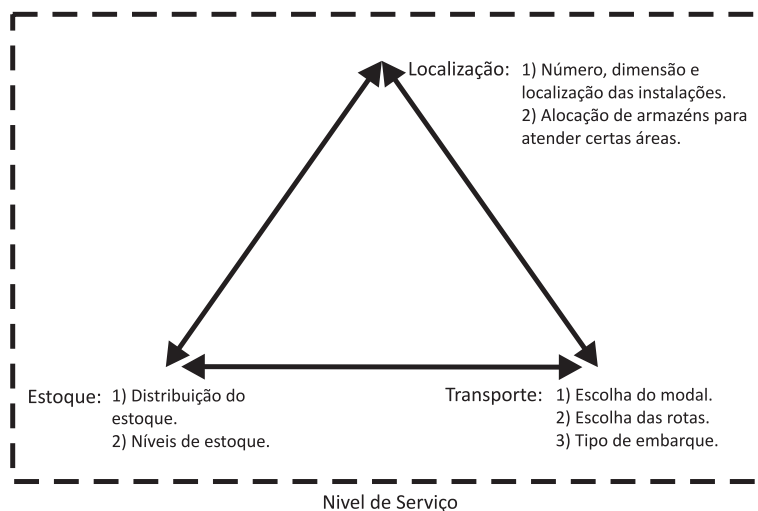 Localização: 1) Número, dimensão e
localização das instalações.
2) Alocação de armazéns para
atender certas áreas.
Estoque: 1) Distribuição do
estoque.
2) Níveis de estoque.
Transporte: 1) Escolha do modal.
2) Escolha das rotas.
3) Tipo de embarque.
Nivel de Serviço